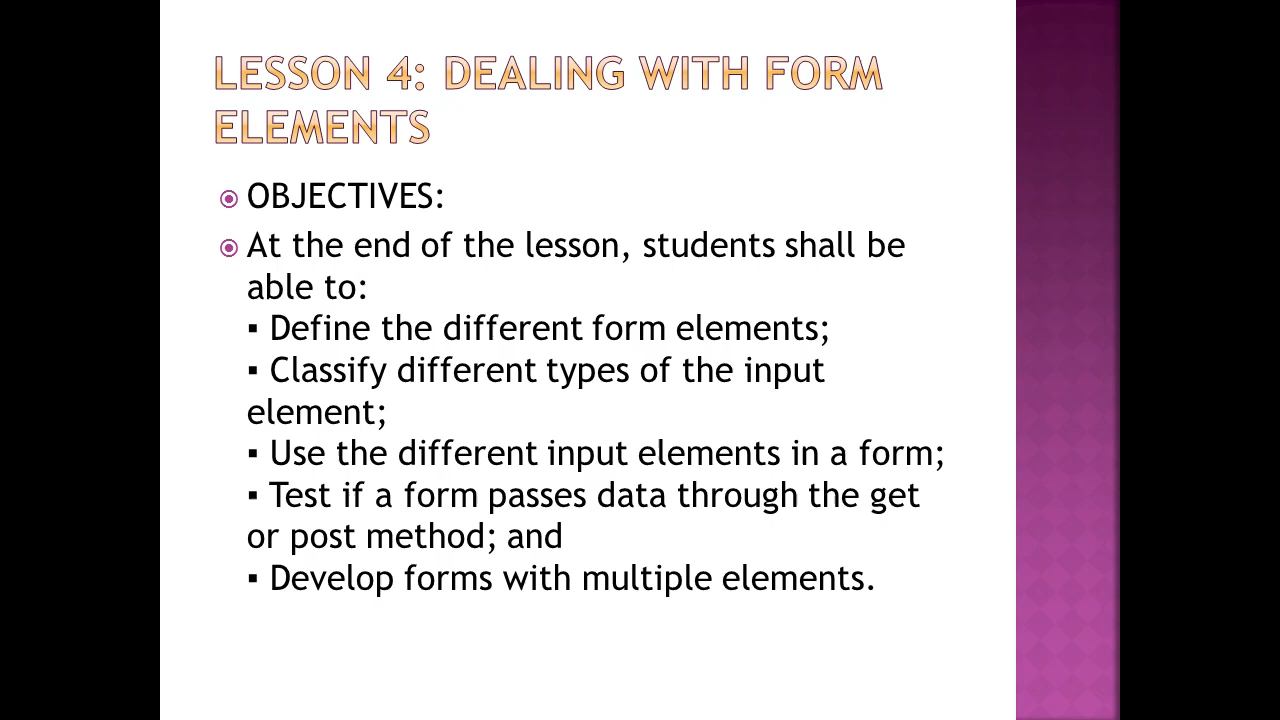 LESSON 4: DEALING WITH FORM
ELEMENTS
OBJECTIVES:
At the end of the lesson, students shall be
able to:
▪ Define the different form elements;
▪ Classify different types of the input
element;
▪ Use the different input elements in a form;
▪ Test if a form passes data through the get
or post method; and
▪ Develop forms with multiple elements.